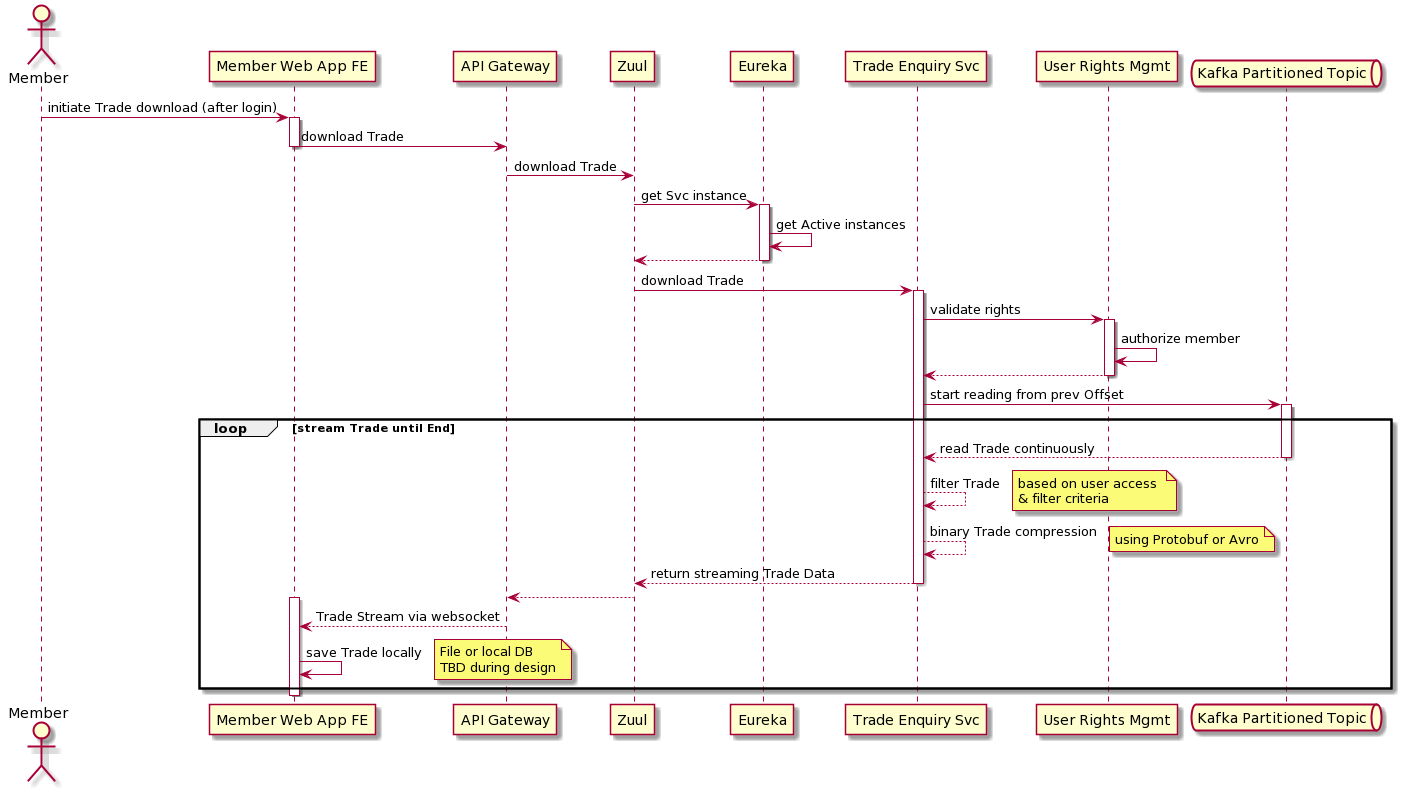 Member
Member Web App FE
API Gateway
Zuul
Eureka
Trade Enquiry Svc
User Rights Mgmt
Kafka Partitioned Topic
initiate Trade download (after login)
download Trade
download Trade
get Svc instance
get Active instances
download Trade
validate rights
authorize member
start reading from prev Offset
loop
[stream Trade until End]
read Trade continuously
filter Trade
based on user access
& filter criteria
binary Trade compression
using Protobuf or Avro
return streaming Trade Data
Trade Stream via websocket
save Trade locally
File or local DB
TBD during design
Member
Member Web App FE
API Gateway
Zuul
Eureka
Trade Enquiry Svc
User Rights Mgmt
Kafka Partitioned Topic